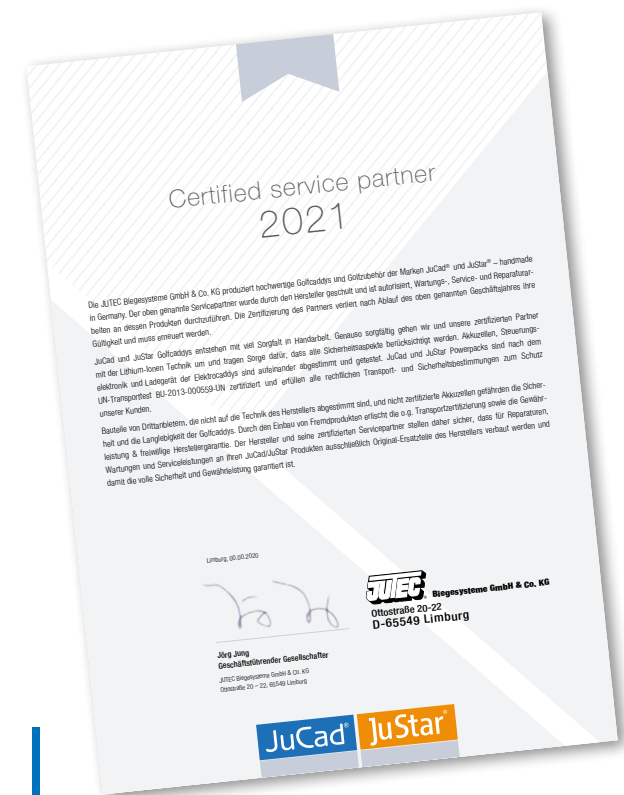 Certified service partner
2021
Die JUTEC Biegesysteme GmbH & Co. KG produziert hochwertige Golfcaddys und Golfzubehör der Marken JuCad® und JuStar® – handmade
in Germany. Der oben genannte Servicepartner wurde durch den Hersteller geschult und ist autorisiert, Wartungs-, Service- und Reparaturar-
beiten an dessen Produkten durchzuführen. Die Zertifizierung des Partners verliert nach Ablauf des oben genannten Geschäftsjahres ihre
Gültigkeit und muss erneuert werden.
JuCad und JuStar Golfcaddys entstehen mit viel Sorgfalt in Handarbeit. Genauso sorgfältig gehen wir und unsere zertifizierten Partner
mit der Lithium-Ionen Technik um und tragen Sorge dafür, dass alle Sicherheitsaspekte berücksichtigt werden. Akkuzellen, Steuerungs-
elektronik und Ladegerät der Elektrocaddys sind aufeinander abgestimmt und getestet. JuCad und JuStar Powerpacks sind nach dem
UN-Transporttest BU-2013-000559-UN zertifiziert und erfüllen alle rechtlichen Transport- und Sicherheitsbestimmungen zum Schutz
unserer Kunden.
Bauteile von Drittanbietern, die nicht auf die Technik des Herstellers abgestimmt sind, und nicht zertifizierte Akkuzellen gefährden die Sicher-
heit und die Langlebigkeit der Golfcaddys. Durch den Einbau von Fremdprodukten erlischt die o.g. Transportzertifizierung sowie die Gewähr-
leistung & freiwillige Herstellergarantie. Der Hersteller und seine zertifizierten Servicepartner stellen daher sicher, dass für Reparaturen,
Wartungen und Serviceleistungen an Ihren JuCad/JuStar Produkten ausschließlich Original-Ersatzteile des Herstellers verbaut werden und
damit die volle Sicherheit und Gewährleistung garantiert ist.
Limburg, 00.00.2020
JUTEC® Biegesysteme GmbH & Co. KG
Ottostraße 20-22
D-65549 Limburg
Jörg Jung
Geschäftsführender Gesellschafter
JUTEC Biegesysteme GmbH & Co. KG
Ottostraße 20 – 22, 65549 Limburg
JuCad® JuStar®